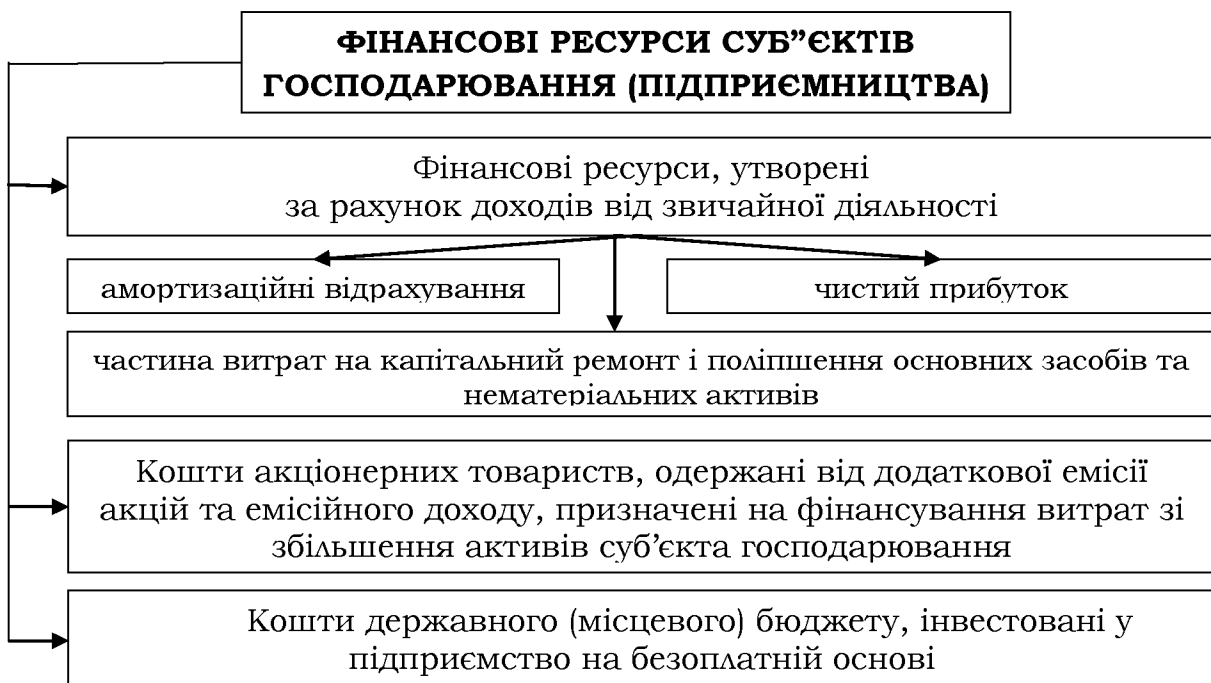 ФІНАНСОВІ РЕСУРСИ СУБ”ЄКТІВ
ГОСПОДАРЮВАННЯ (ПІДПРИЄМНИЦТВА)
Фінансові ресурси, утворені
за рахунок доходів від звичайної діяльності
амортизаційні відрахування
чистий прибуток
частина витрат на капітальний ремонт і поліпшення основних засобів та
нематеріальних активів
Кошти акціонерних товариств, одержані від додаткової емісії
акцій та емісійного доходу, призначені на фінансування витрат зі
збільшення активів суб’єкта господарювання
Кошти державного (місцевого) бюджету, інвестовані у
підприємство на безоплатній основі